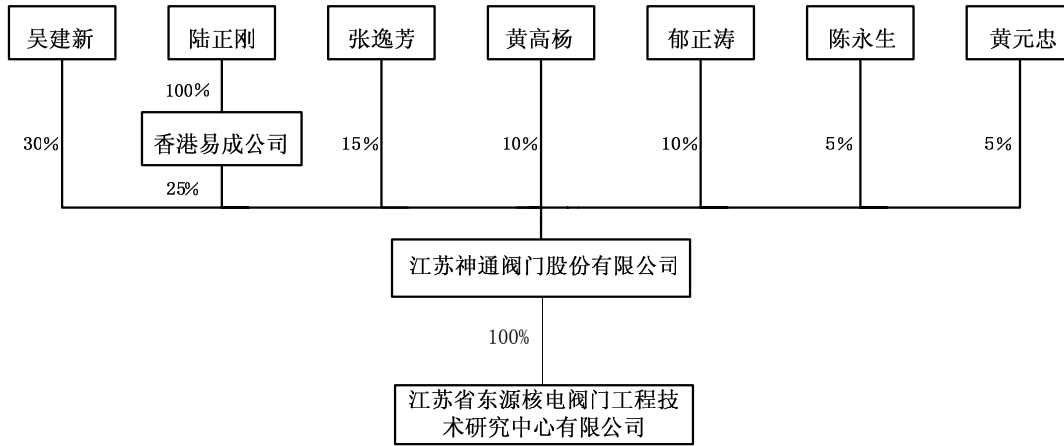 吴建新
陆正刚
张逸芳
黄高杨
郁正涛
陈永生
黄元忠
100%
香港易成公司
30%
15%
10%
10%
5%
5%
25%
江苏神通阀门股份有限公司
100%
江苏省东源核电阀门工程技
术研究中心有限公司